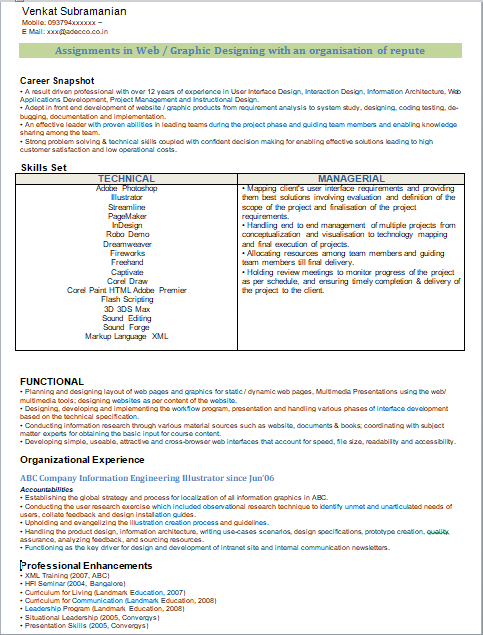 Venkat Subramanian
Mobile: 093794xxxxxx ~
E Mail: xxx@adecco.co.in
Assignments in Web / Graphic Designing with an organisation of repute
Career Snapshot
• A result driven professional with over 12 years of experience in User Interface Design, Interaction Design, Information Architecture, Web
Applications Development, Project Management and Instructional Design.
• Adept in front end development of website / graphic products from requirement analysis to system study, designing, coding testing, de-
bugging, documentation and implementation.
• An effective leader with proven abilities in leading teams during the project phase and guiding team members and enabling knowledge
sharing among the team.
• Strong problem solving & technical skills coupled with confident decision making for enabling effective solutions leading to high
customer satisfaction and low operational costs.
Skills Set
TECHNICAL
Adobe Photoshop
Illustrator
Streamline
PageMaker
InDesign
Robo Demo
Dreamweaver
Fireworks
Freehand
Captivate
Corel Draw
Corel Paint HTML Adobe Premier
Flash Scripting
3D 3DS Max
Sound Editing
Sound Forge
Markup Language XML
MANAGERIAL
• Mapping client's user interface requirements and providing
them best solutions involving evaluation and definition of the
scope of the project and finalisation of the project
requirements.
• Handling end to end management of multiple projects from
conceptualization and visualisation to technology mapping
and final execution of projects.
• Allocating resources among team members and guiding
team members till final delivery.
• Holding review meetings to monitor progress of the project
as per schedule, and ensuring timely completion & delivery of
the project to the client.
FUNCTIONAL
• Planning and designing layout of web pages and graphics for static / dynamic web pages, Multimedia Presentations using the web/
multimedia tools; designing websites as per content of the website.
• Designing, developing and implementing the workflow program, presentation and handling various phases of interface development
based on the technical specification.
• Conducting information research through various material sources such as website, documents & books; coordinating with subject
matter experts for obtaining the basic input for course content.
• Developing simple, useable, attractive and cross-browser web interfaces that account for speed, file size, readability and accessibility.
Organizational Experience
ABC Company Information Engineering Illustrator since Jun'06
Accountabilities
• Establishing the global strategy and process for localization of all information graphics in ABC.
• Conducting the user research exercise which included observational research technique to identify unmet and unarticulated needs of
users, collate feedback and design installation guides.
• Upholding and evangelizing the illustration creation process and guidelines.
• Handling the product design, information architecture, writing use-cases scenarios, design specifications, prototype creation, quality,
assurance, analyzing feedback, and sourcing resources.
• Functioning as the key driver for design and development of intranet site and internal communication newsletters.
Professional Enhancements
• XML Training (2007, ABC)
• HFI Seminar (2004, Bangalore)
• Curriculum for Living (Landmark Education, 2007)
• Curriculum for Communication (Landmark Education, 2008)
• Leadership Program (Landmark Education, 2008)
• Situational Leadership (2005, Convergys)
• Presentation Skills (2005, Convergys)